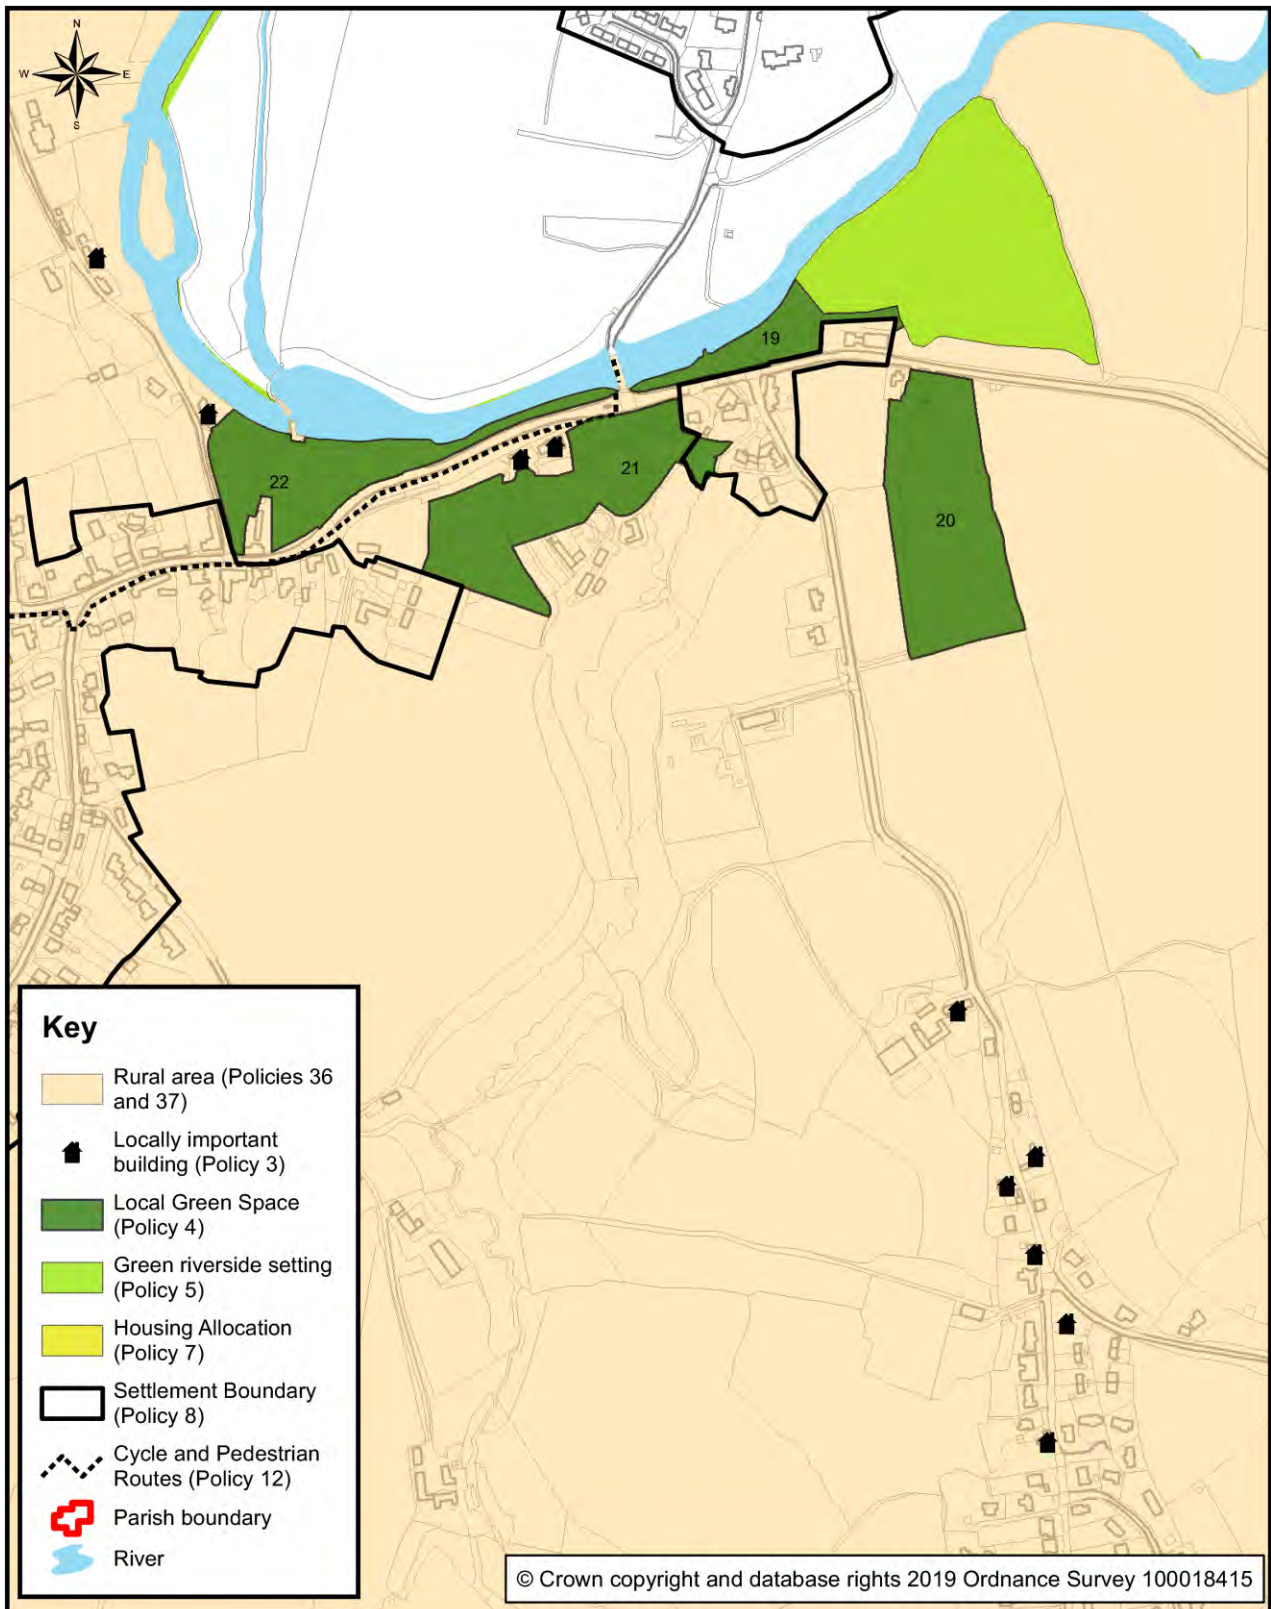 N
W
E
S
19
21
22
20
Key
Rural area (Policies 36
and 37)
Locally important
building (Policy 3)
Local Green Space
(Policy 4)
Green riverside setting
(Policy 5)
Housing Allocation
(Policy 7)
Settlement Boundary
(Policy 8)
Cycle and Pedestrian
Routes (Policy 12)
Parish boundary
River
© Crown copyright and database rights 2019 Ordnance Survey 100018415